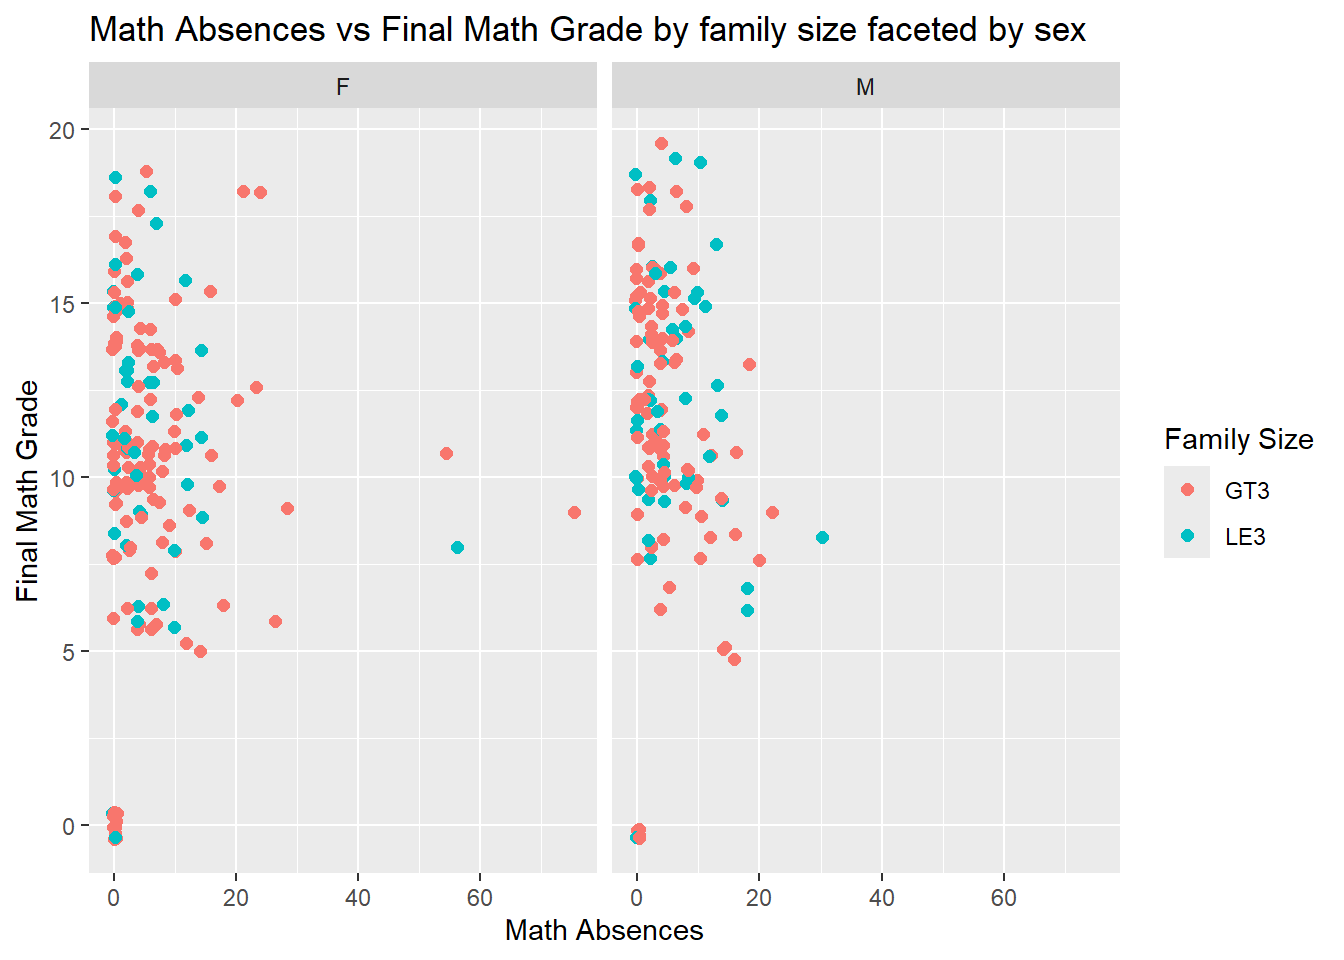 Math Absences vs Final Math Grade by family size faceted by sex
F
M
20
15
10
5
0
Final Math Grade
0
20
40
60
0
20
40
60
Math Absences
Family Size
GT3
LE3